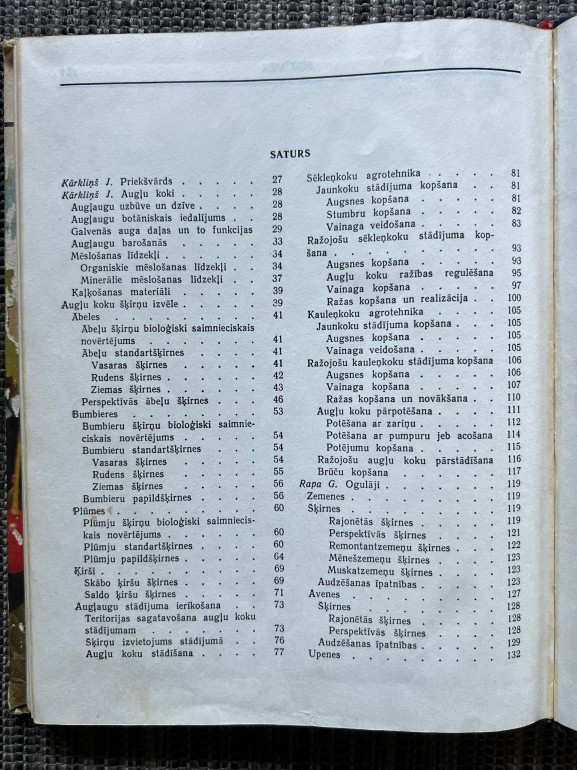 SATURS
Kārkliņš J. Priekšvārds . . . . . 27
Kārkliņš J. Augļu koki . . . . . 28
Augļaugu uzbūve un dzīve . . . . 28
Augļaugu botāniskais iedalījums . . 28
Galvenās auga daļas un to funkcijas 29
Augļaugu barošanās . . . . . 33
Mēslošanas līdzekļi . . . . . 34
Organiskie mēslošanas līdzekļi . . 34
Minerālie mēslošanas līdzekļi . . 37
Kaļķošanas materiāli . . . . . 39
Augļu koku šķirņu izvēle . . . . 39
Ābeles . . . . . . . . 41
Ābeļu šķirņu bioloģiski saimnieciskais
novērtējums . . . . . . 41
Ābeļu standartšķirnes . . . . 41
Vasaras šķirnes . . . . . 41
Rudens šķirnes . . . . . 42
Ziemas šķirnes . . . . . 43
Perspektīvās ābeļu šķirnes . . . 46
Bumbieres . . . . . . . 53
Bumbieru šķirņu bioloģiski saimnie-
ciskais novērtējums . . . . . 54
Bumbieru standartšķirnes . . . 54
Vasaras šķirnes . . . . . 54
Rudens šķirnes . . . . . 55
Ziemas šķirnes . . . . . 56
Bumbieru papildšķirnes . . . . 56
Plūmes . . . . . . . . 60
Plūmju šķirņu bioloģiski saimniecis-
kais novērtējums . . . . . 60
Plūmju standartšķirnes . . . . 60
Plūmju papildšķirnes . . . . 64
Ķirši . . . . . . . . 69
Skābo ķiršu šķirnes . . . . . 69
Saldo ķiršu šķirnes . . . . . 71
Augļaugu stādījuma ierīkošana . . 73
Teritorijas sagatavošana augļu koku
stādījumam . . . . . . 73
Šķirņu izvietojums stādījumā . . 76
Augļu koku stādīšana . . . . 77
Sēkleņkoku agrotehnika . . . . . 81
Jaunkoku stādījuma kopšana . . . 81
Augsnes kopšana . . . . . 81
Stumbru kopšana . . . . . 82
Vainaga veidošana . . . . . 83
Ražojošu sēkleņkoku stādījuma kop-
šana . . . . . . . . . 93
Augsnes kopšana . . . . . 93
Augļu koku ražības regulēšana 95
Vainaga kopšana . . . . . 97
Ražas kopšana un realizācija . . 100
Kauleņkoku agrotehnika . . . . 105
Jaunkoku stādījuma kopšana . . . 105
Augsnes kopšana . . . . . 105
Vainaga veidošana . . . . . 105
Ražojošu kauleņkoku stādījuma kopšana 106
Augsnes kopšana . . . . . 106
Vainaga kopšana . . . . . 107
Ražas kopšana un novākšana . . 110
Augļu koku pārpotēšana . . . . 111
Potēšana ar zariņu . . . . . 112
Potēšana ar pumpuru jeb acošana 114
Potējumu kopšana . . . . . 115
Ražojošu augļu koku pārstādīšana 116
Brūču kopšana . . . . . . 117
Rapa G. Ogulāji . . . . . . . 119
Zemenes . . . . . . . . 119
Šķirnes . . . . . . . . 119
Rajonētās šķirnes . . . . . 119
Perspektīvās šķirnes . . . . 121
Remontantzemeņu šķirnes . . . 122
Mēnešzemeņu šķirnes . . . . 123
Muskatzemeņu šķirnes . . . . 123
Audzēšanas īpatnības . . . . . 123
Avenes . . . . . . . . 127
Šķirnes . . . . . . . . 128
Rajonētās šķirnes . . . . . 128
Perspektīvās šķirnes . . . . 128
Audzēšanas īpatnības . . . . . 129
Upenes . . . . . . . . 132